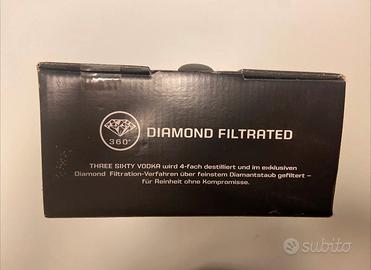 360°
DIAMOND FILTRATED
THREE SIXTY VODKA wird 4-fach destilliert und im exklusiven
Diamond Filtration-Verfahren über feinstem Diamantstaub gefiltert –
für Reinheit ohne Kompromisse.
subito